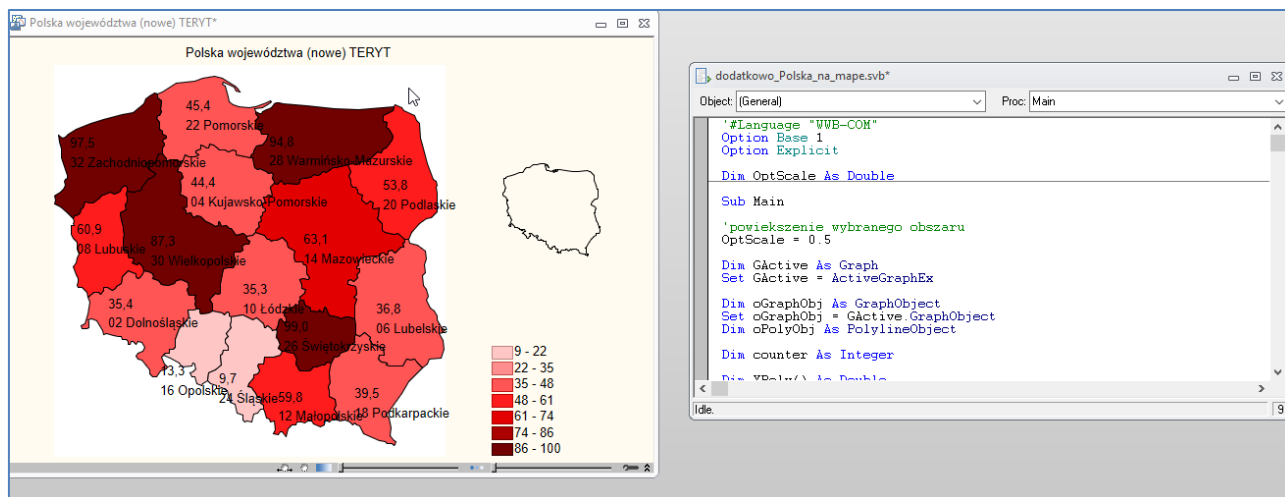 Polska województwa (nowe) TERYT*
Polska województwa (nowe) TERYT
45,4
22 Pomorskie
97,5
32 Zachodniopomorskie
94,8
28 Warmińsko-Mazurskie
44,4
04 Kujawsko-Pomorskie
53,8
20 Podlaskie
60,9
08 Lubuskie
87,3
30 Wielkopolskie
63,1
14 Mazowieckie
35,3
10 Łódzkie
35,4
02 Dolnośląskie
36,8
06 Lubelskie
99,0
26 Świętokrzyskie
13,3
16 Opolskie
9,7
24 Śląskie
59,8
12 Małopolskie
39,5
18 Podkarpackie
9 - 22
22 - 35
35 - 48
48 - 61
61 - 74
74 - 86
86 - 100
dodatkowo_Polska_na_mape.svb*
Object: (General) Proc: Main
'#Language "WWB-COM"
Option Base 1
Option Explicit
Dim OptScale As Double
Sub Main
'powiekszenie wybranego obszaru
OptScale = 0.5
Dim GActive As Graph
Set GActive = ActiveGraphEx
Dim oGraphObj As GraphObject
Set oGraphObj = GActive.GraphObject
Dim oPolyObj As PolylineObject
Dim counter As Integer
Dim XPoly() As Double
Idle.
9